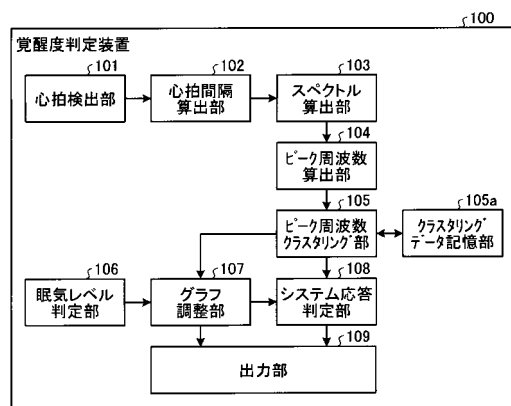 100
覚醒度判定装置
101
心拍検出部
102
心拍間隔
算出部
103
スペクトル
算出部
104
ピーク周波数
算出部
105
ピーク周波数
クラスタリング部
105a
クラスタリング
データ記憶部
106
眠気レベル
判定部
107
グラフ
調整部
108
システム応答
判定部
109
出力部